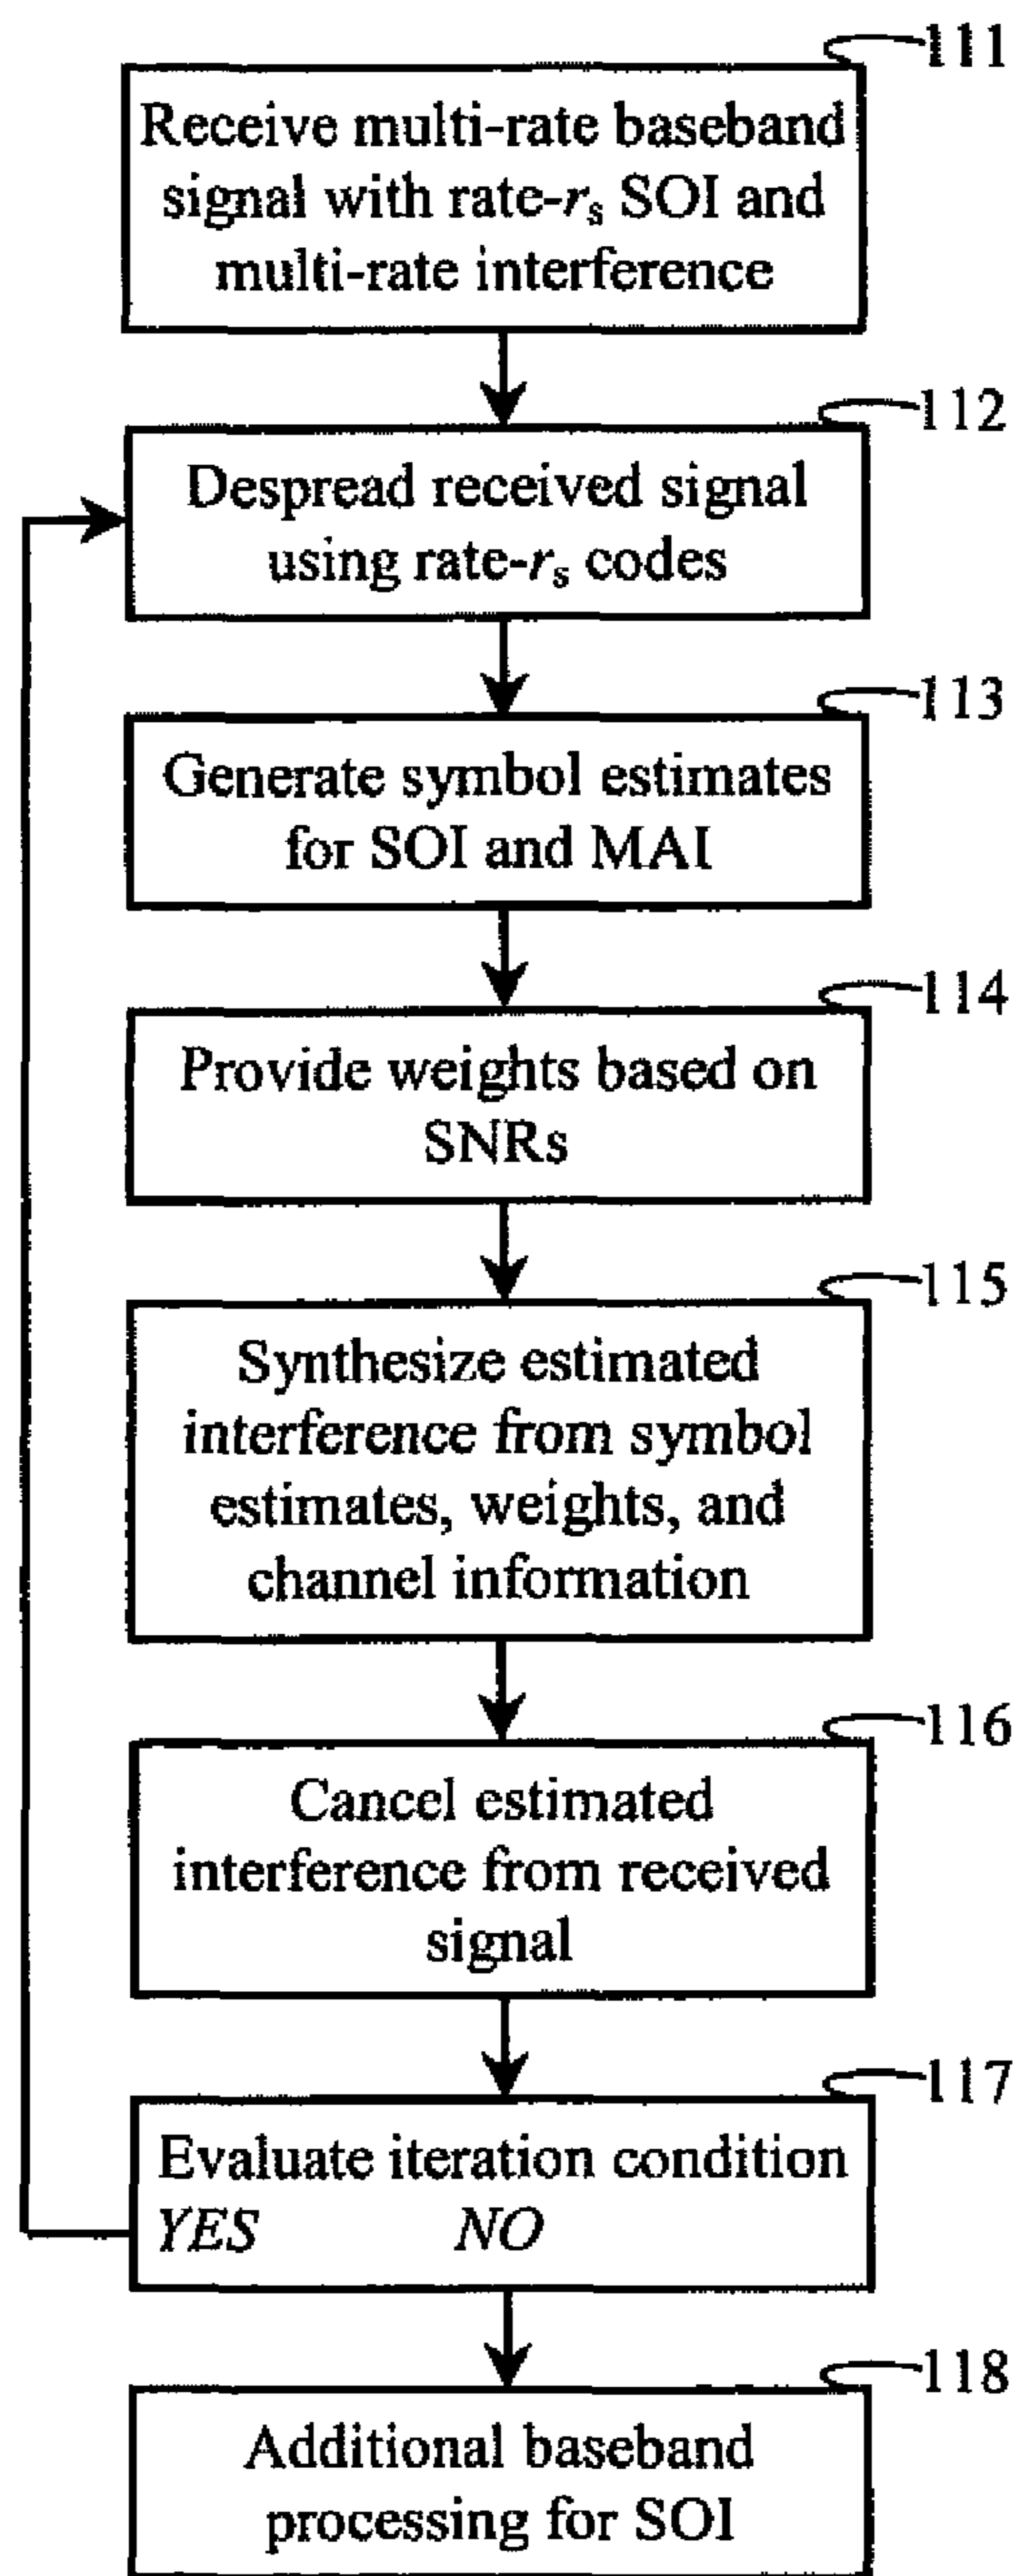 111
Receive multi-rate baseband
signal with rate-rs SOI and
multi-rate interference
112
Despread received signal
using rate-rs codes
113
Generate symbol estimates
for SOI and MAI
114
Provide weights based on
SNRs
115
Synthesize estimated
interference from symbol
estimates, weights, and
channel information
116
Cancel estimated
interference from received
signal
117
Evaluate iteration condition
YES NO
118
Additional baseband
processing for SOI